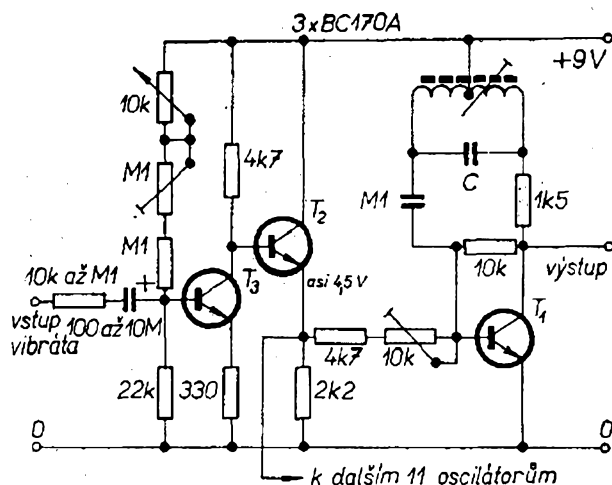 3xBC170A
+9V
10k
M1
4k7
C
M1
1k5
M1
T₂
T₃
asi 4,5 V
10k
výstup
10k až M1
+
vstup
vibráta
100 až 10M
T₁
4k7
10k
22k
330
2k2
0
0
k dalším 11 oscilátorům